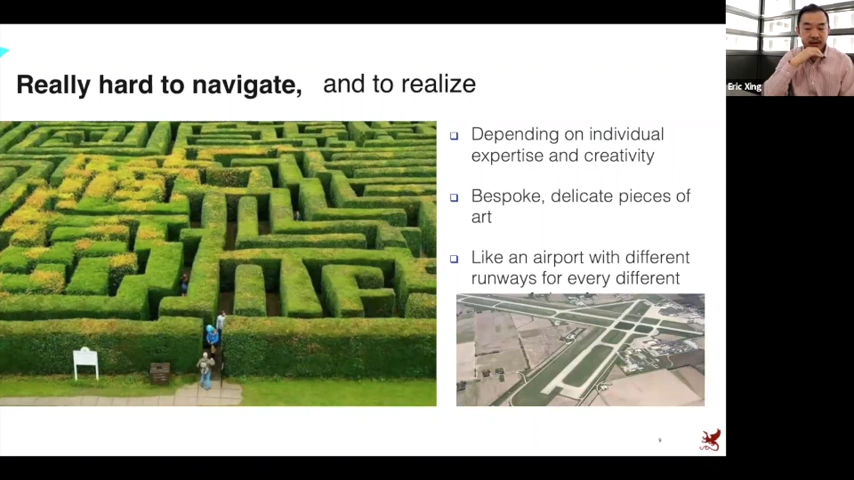 Really hard to navigate, and to realize
Depending on individual
expertise and creativity
Bespoke, delicate pieces of
art
Like an airport with different
runways for every different
Eric Xing
9